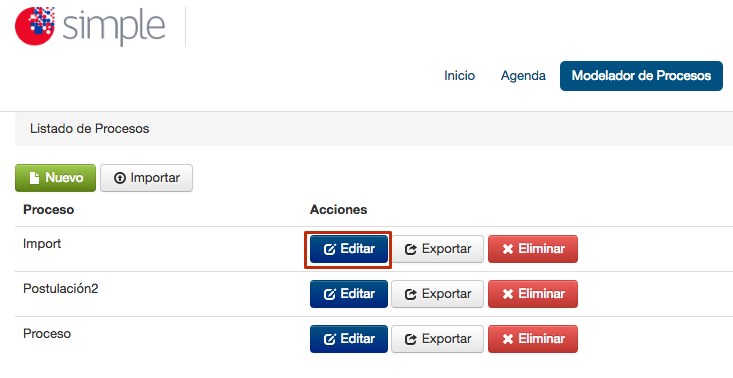 simple
Inicio Agenda Modelador de Procesos
Listado de Procesos
Nuevo Importar
Proceso Acciones
Import Editar Exportar Eliminar
Postulación2 Editar Exportar Eliminar
Proceso Editar Exportar Eliminar